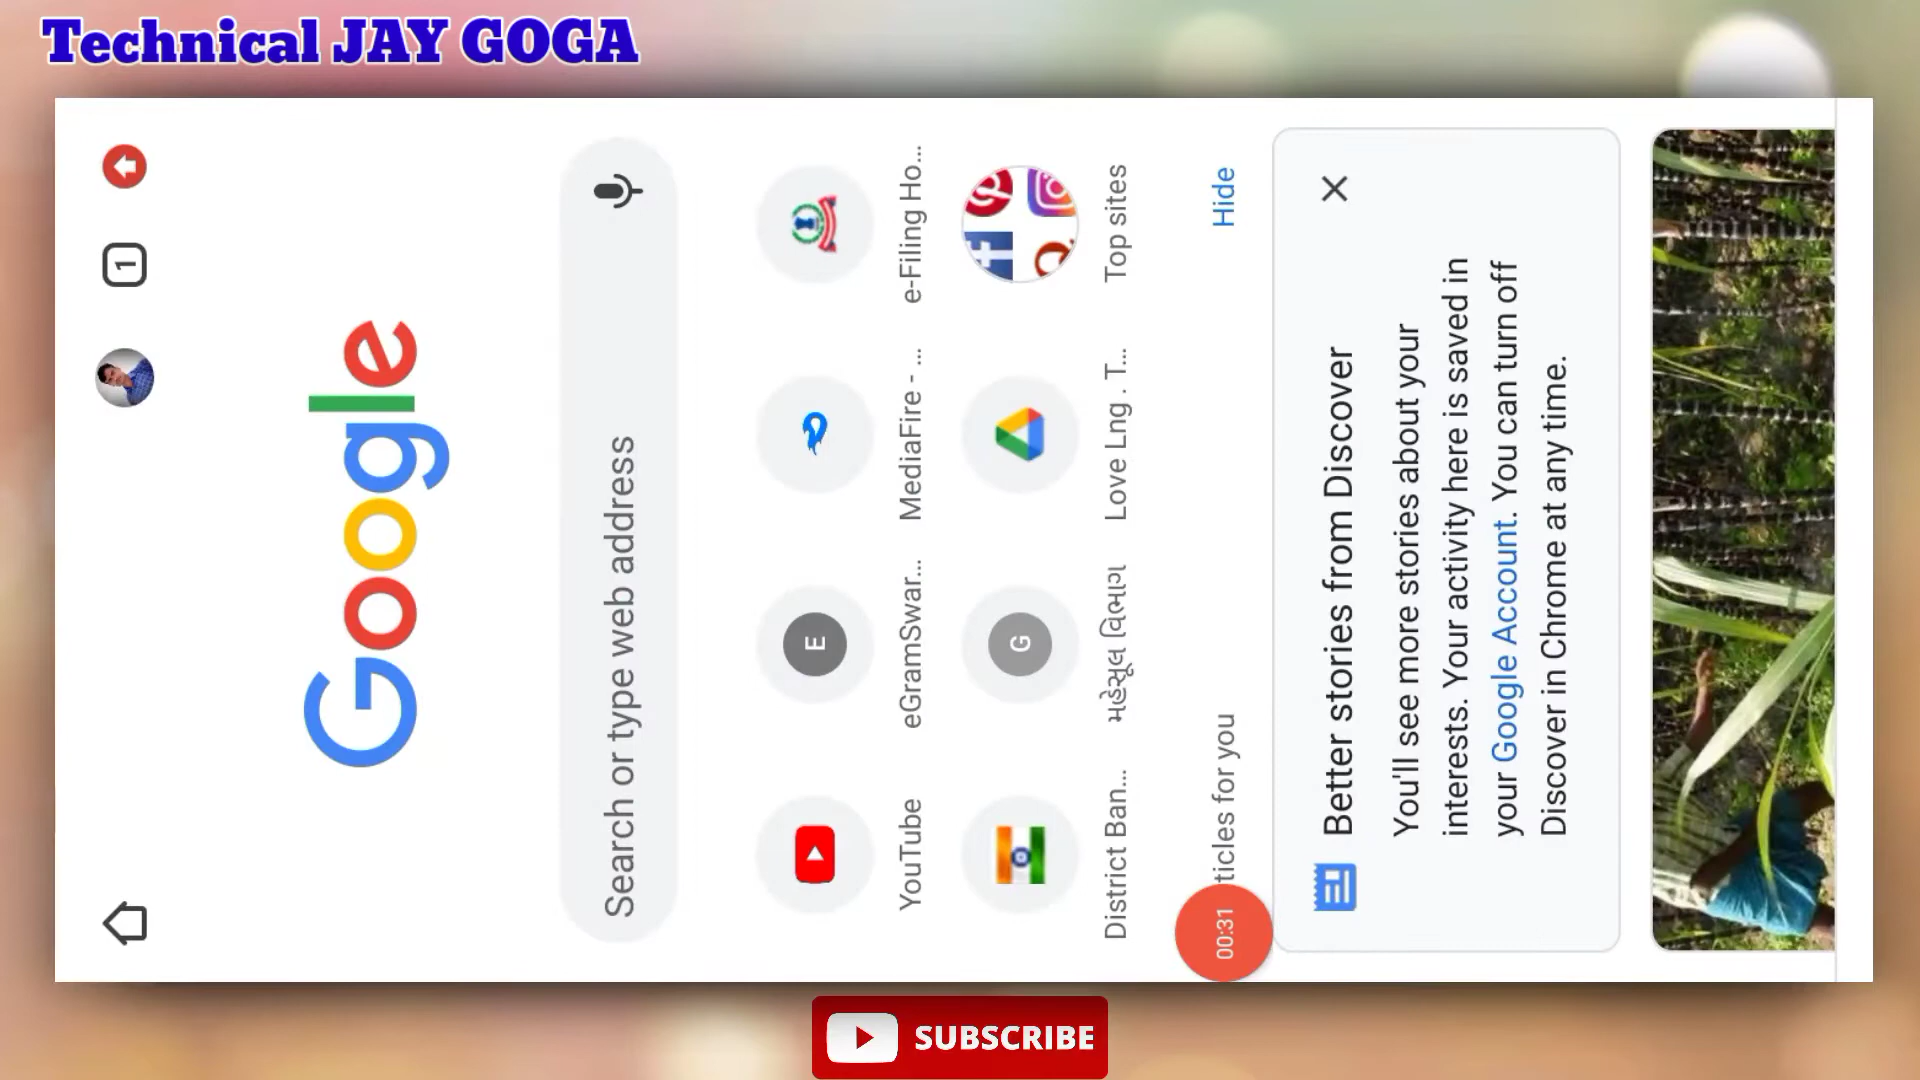 Technical JAY GOGA
1
Google
Search or type web address
E
YouTube
eGramSwar...
MediaFire - ...
e-Filing Ho...
G
District Ban...
મહેસૂલ વિભાગ
Love Lng . T...
Top sites
ticles for you
Hide
00:31
Better stories from Discover
You'll see more stories about your
interests. Your activity here is saved in
your Google Account. You can turn off
Discover in Chrome at any time.
SUBSCRIBE